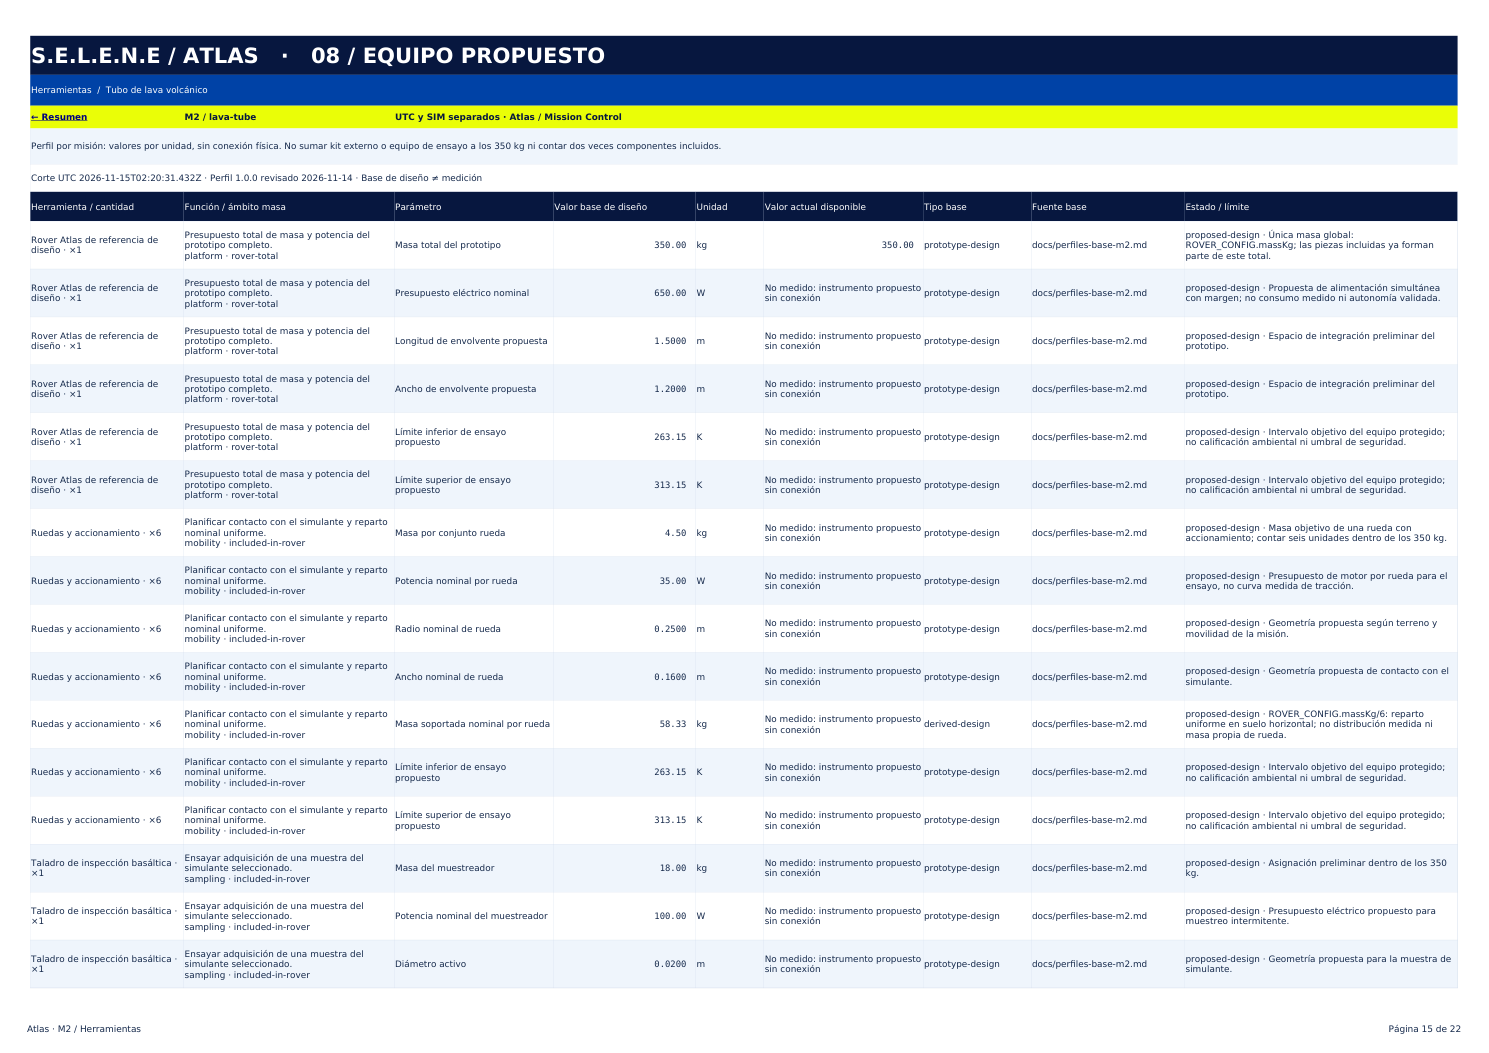 S.E.L.E.N.E / ATLAS · 08 / EQUIPO PROPUESTO
Herramientas / Tubo de lava volcánico
← Resumen M2 / lava-tube UTC y SIM separados · Atlas / Mission Control
Perfil por misión: valores por unidad, sin conexión física. No sumar kit externo o equipo de ensayo a los 350 kg ni contar dos veces componentes incluidos.
Corte UTC 2026-11-15T02:20:31.432Z · Perfil 1.0.0 revisado 2026-11-14 · Base de diseño ≠ medición
Herramienta / cantidad Función / ámbito masa Parámetro Valor base de diseño Unidad Valor actual disponible Tipo base Fuente base Estado / límite
Rover Atlas de referencia de
diseño · ×1
Presupuesto total de masa y potencia del
prototipo completo.
platform · rover-total
Masa total del prototipo 350.00 kg 350.00 prototype-design docs/perfiles-base-m2.md
proposed-design · Única masa global:
ROVER_CONFIG.massKg; las piezas incluidas ya forman
parte de este total.
Rover Atlas de referencia de
diseño · ×1
Presupuesto total de masa y potencia del
prototipo completo.
platform · rover-total
Presupuesto eléctrico nominal 650.00 W
No medido: instrumento propuesto
sin conexión
prototype-design docs/perfiles-base-m2.md
proposed-design · Propuesta de alimentación simultánea
con margen; no consumo medido ni autonomía validada.
Rover Atlas de referencia de
diseño · ×1
Presupuesto total de masa y potencia del
prototipo completo.
platform · rover-total
Longitud de envolvente propuesta 1.5000 m
No medido: instrumento propuesto
sin conexión
prototype-design docs/perfiles-base-m2.md
proposed-design · Espacio de integración preliminar del
prototipo.
Rover Atlas de referencia de
diseño · ×1
Presupuesto total de masa y potencia del
prototipo completo.
platform · rover-total
Ancho de envolvente propuesta 1.2000 m
No medido: instrumento propuesto
sin conexión
prototype-design docs/perfiles-base-m2.md
proposed-design · Espacio de integración preliminar del
prototipo.
Rover Atlas de referencia de
diseño · ×1
Presupuesto total de masa y potencia del
prototipo completo.
platform · rover-total
Límite inferior de ensayo
propuesto
263.15 K
No medido: instrumento propuesto
sin conexión
prototype-design docs/perfiles-base-m2.md
proposed-design · Intervalo objetivo del equipo protegido;
no calificación ambiental ni umbral de seguridad.
Rover Atlas de referencia de
diseño · ×1
Presupuesto total de masa y potencia del
prototipo completo.
platform · rover-total
Límite superior de ensayo
propuesto
313.15 K
No medido: instrumento propuesto
sin conexión
prototype-design docs/perfiles-base-m2.md
proposed-design · Intervalo objetivo del equipo protegido;
no calificación ambiental ni umbral de seguridad.
Ruedas y accionamiento · ×6
Planificar contacto con el simulante y reparto
nominal uniforme.
mobility · included-in-rover
Masa por conjunto rueda 4.50 kg
No medido: instrumento propuesto
sin conexión
prototype-design docs/perfiles-base-m2.md
proposed-design · Masa objetivo de una rueda con
accionamiento; contar seis unidades dentro de los 350 kg.
Ruedas y accionamiento · ×6
Planificar contacto con el simulante y reparto
nominal uniforme.
mobility · included-in-rover
Potencia nominal por rueda 35.00 W
No medido: instrumento propuesto
sin conexión
prototype-design docs/perfiles-base-m2.md
proposed-design · Presupuesto de motor por rueda para el
ensayo, no curva medida de tracción.
Ruedas y accionamiento · ×6
Planificar contacto con el simulante y reparto
nominal uniforme.
mobility · included-in-rover
Radio nominal de rueda 0.2500 m
No medido: instrumento propuesto
sin conexión
prototype-design docs/perfiles-base-m2.md
proposed-design · Geometría propuesta según terreno y
movilidad de la misión.
Ruedas y accionamiento · ×6
Planificar contacto con el simulante y reparto
nominal uniforme.
mobility · included-in-rover
Ancho nominal de rueda 0.1600 m
No medido: instrumento propuesto
sin conexión
prototype-design docs/perfiles-base-m2.md
proposed-design · Geometría propuesta de contacto con el
simulante.
Ruedas y accionamiento · ×6
Planificar contacto con el simulante y reparto
nominal uniforme.
mobility · included-in-rover
Masa soportada nominal por rueda 58.33 kg
No medido: instrumento propuesto
sin conexión
derived-design docs/perfiles-base-m2.md
proposed-design · ROVER_CONFIG.massKg/6: reparto
uniforme en suelo horizontal; no distribución medida ni
masa propia de rueda.
Ruedas y accionamiento · ×6
Planificar contacto con el simulante y reparto
nominal uniforme.
mobility · included-in-rover
Límite inferior de ensayo
propuesto
263.15 K
No medido: instrumento propuesto
sin conexión
prototype-design docs/perfiles-base-m2.md
proposed-design · Intervalo objetivo del equipo protegido;
no calificación ambiental ni umbral de seguridad.
Ruedas y accionamiento · ×6
Planificar contacto con el simulante y reparto
nominal uniforme.
mobility · included-in-rover
Límite superior de ensayo
propuesto
313.15 K
No medido: instrumento propuesto
sin conexión
prototype-design docs/perfiles-base-m2.md
proposed-design · Intervalo objetivo del equipo protegido;
no calificación ambiental ni umbral de seguridad.
Taladro de inspección basáltica ·
×1
Ensayar adquisición de una muestra del
simulante seleccionado.
sampling · included-in-rover
Masa del muestreador 18.00 kg
No medido: instrumento propuesto
sin conexión
prototype-design docs/perfiles-base-m2.md
proposed-design · Asignación preliminar dentro de los 350
kg.
Taladro de inspección basáltica ·
×1
Ensayar adquisición de una muestra del
simulante seleccionado.
sampling · included-in-rover
Potencia nominal del muestreador 100.00 W
No medido: instrumento propuesto
sin conexión
prototype-design docs/perfiles-base-m2.md
proposed-design · Presupuesto eléctrico propuesto para
muestreo intermitente.
Taladro de inspección basáltica ·
×1
Ensayar adquisición de una muestra del
simulante seleccionado.
sampling · included-in-rover
Diámetro activo 0.0200 m
No medido: instrumento propuesto
sin conexión
prototype-design docs/perfiles-base-m2.md
proposed-design · Geometría propuesta para la muestra de
simulante.
Atlas · M2 / Herramientas Página 15 de 22